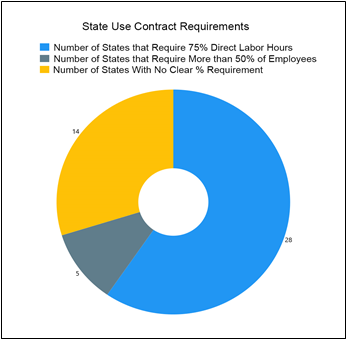 State Use Contract Requirements
Number of States that Require 75% Direct Labor Hours
Number of States that Require More than 50% of Employees
Number of States With No Clear % Requirement
14
28
5